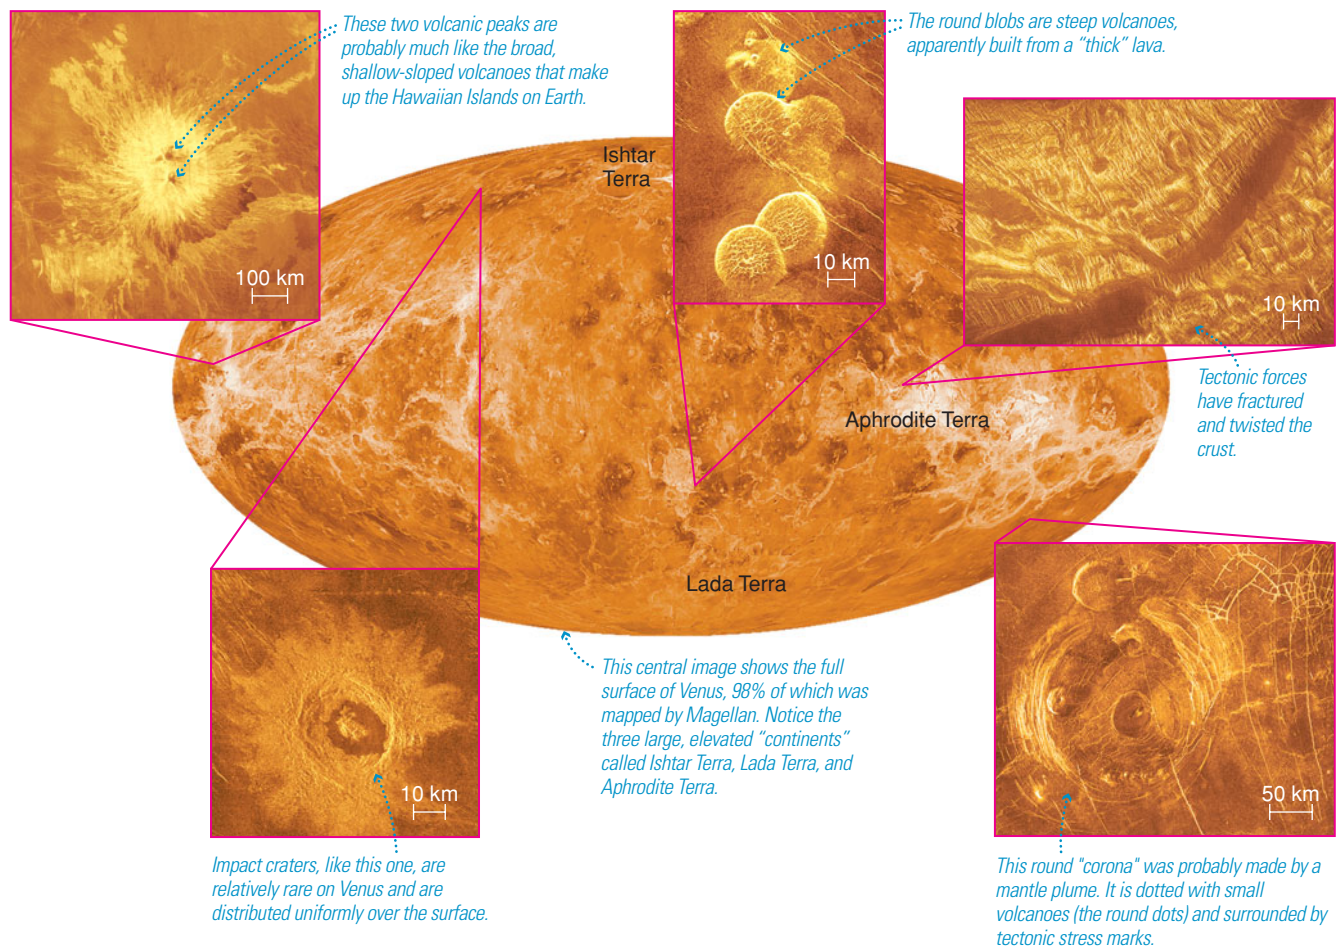 These two volcanic peaks are
probably much like the broad,
shallow-sloped volcanoes that make
up the Hawaiian Islands on Earth.
100 km
The round blobs are steep volcanoes,
apparently built from a “thick” lava.
10 km
10 km
Tectonic forces
have fractured
and twisted the
crust.
Ishtar
Terra
Aphrodite Terra
Lada Terra
This central image shows the full
surface of Venus, 98% of which was
mapped by Magellan. Notice the
three large, elevated “continents”
called Ishtar Terra, Lada Terra, and
Aphrodite Terra.
10 km
Impact craters, like this one, are
relatively rare on Venus and are
distributed uniformly over the surface.
50 km
This round "corona" was probably made by a
mantle plume. It is dotted with small
volcanoes (the round dots) and surrounded by
tectonic stress marks.